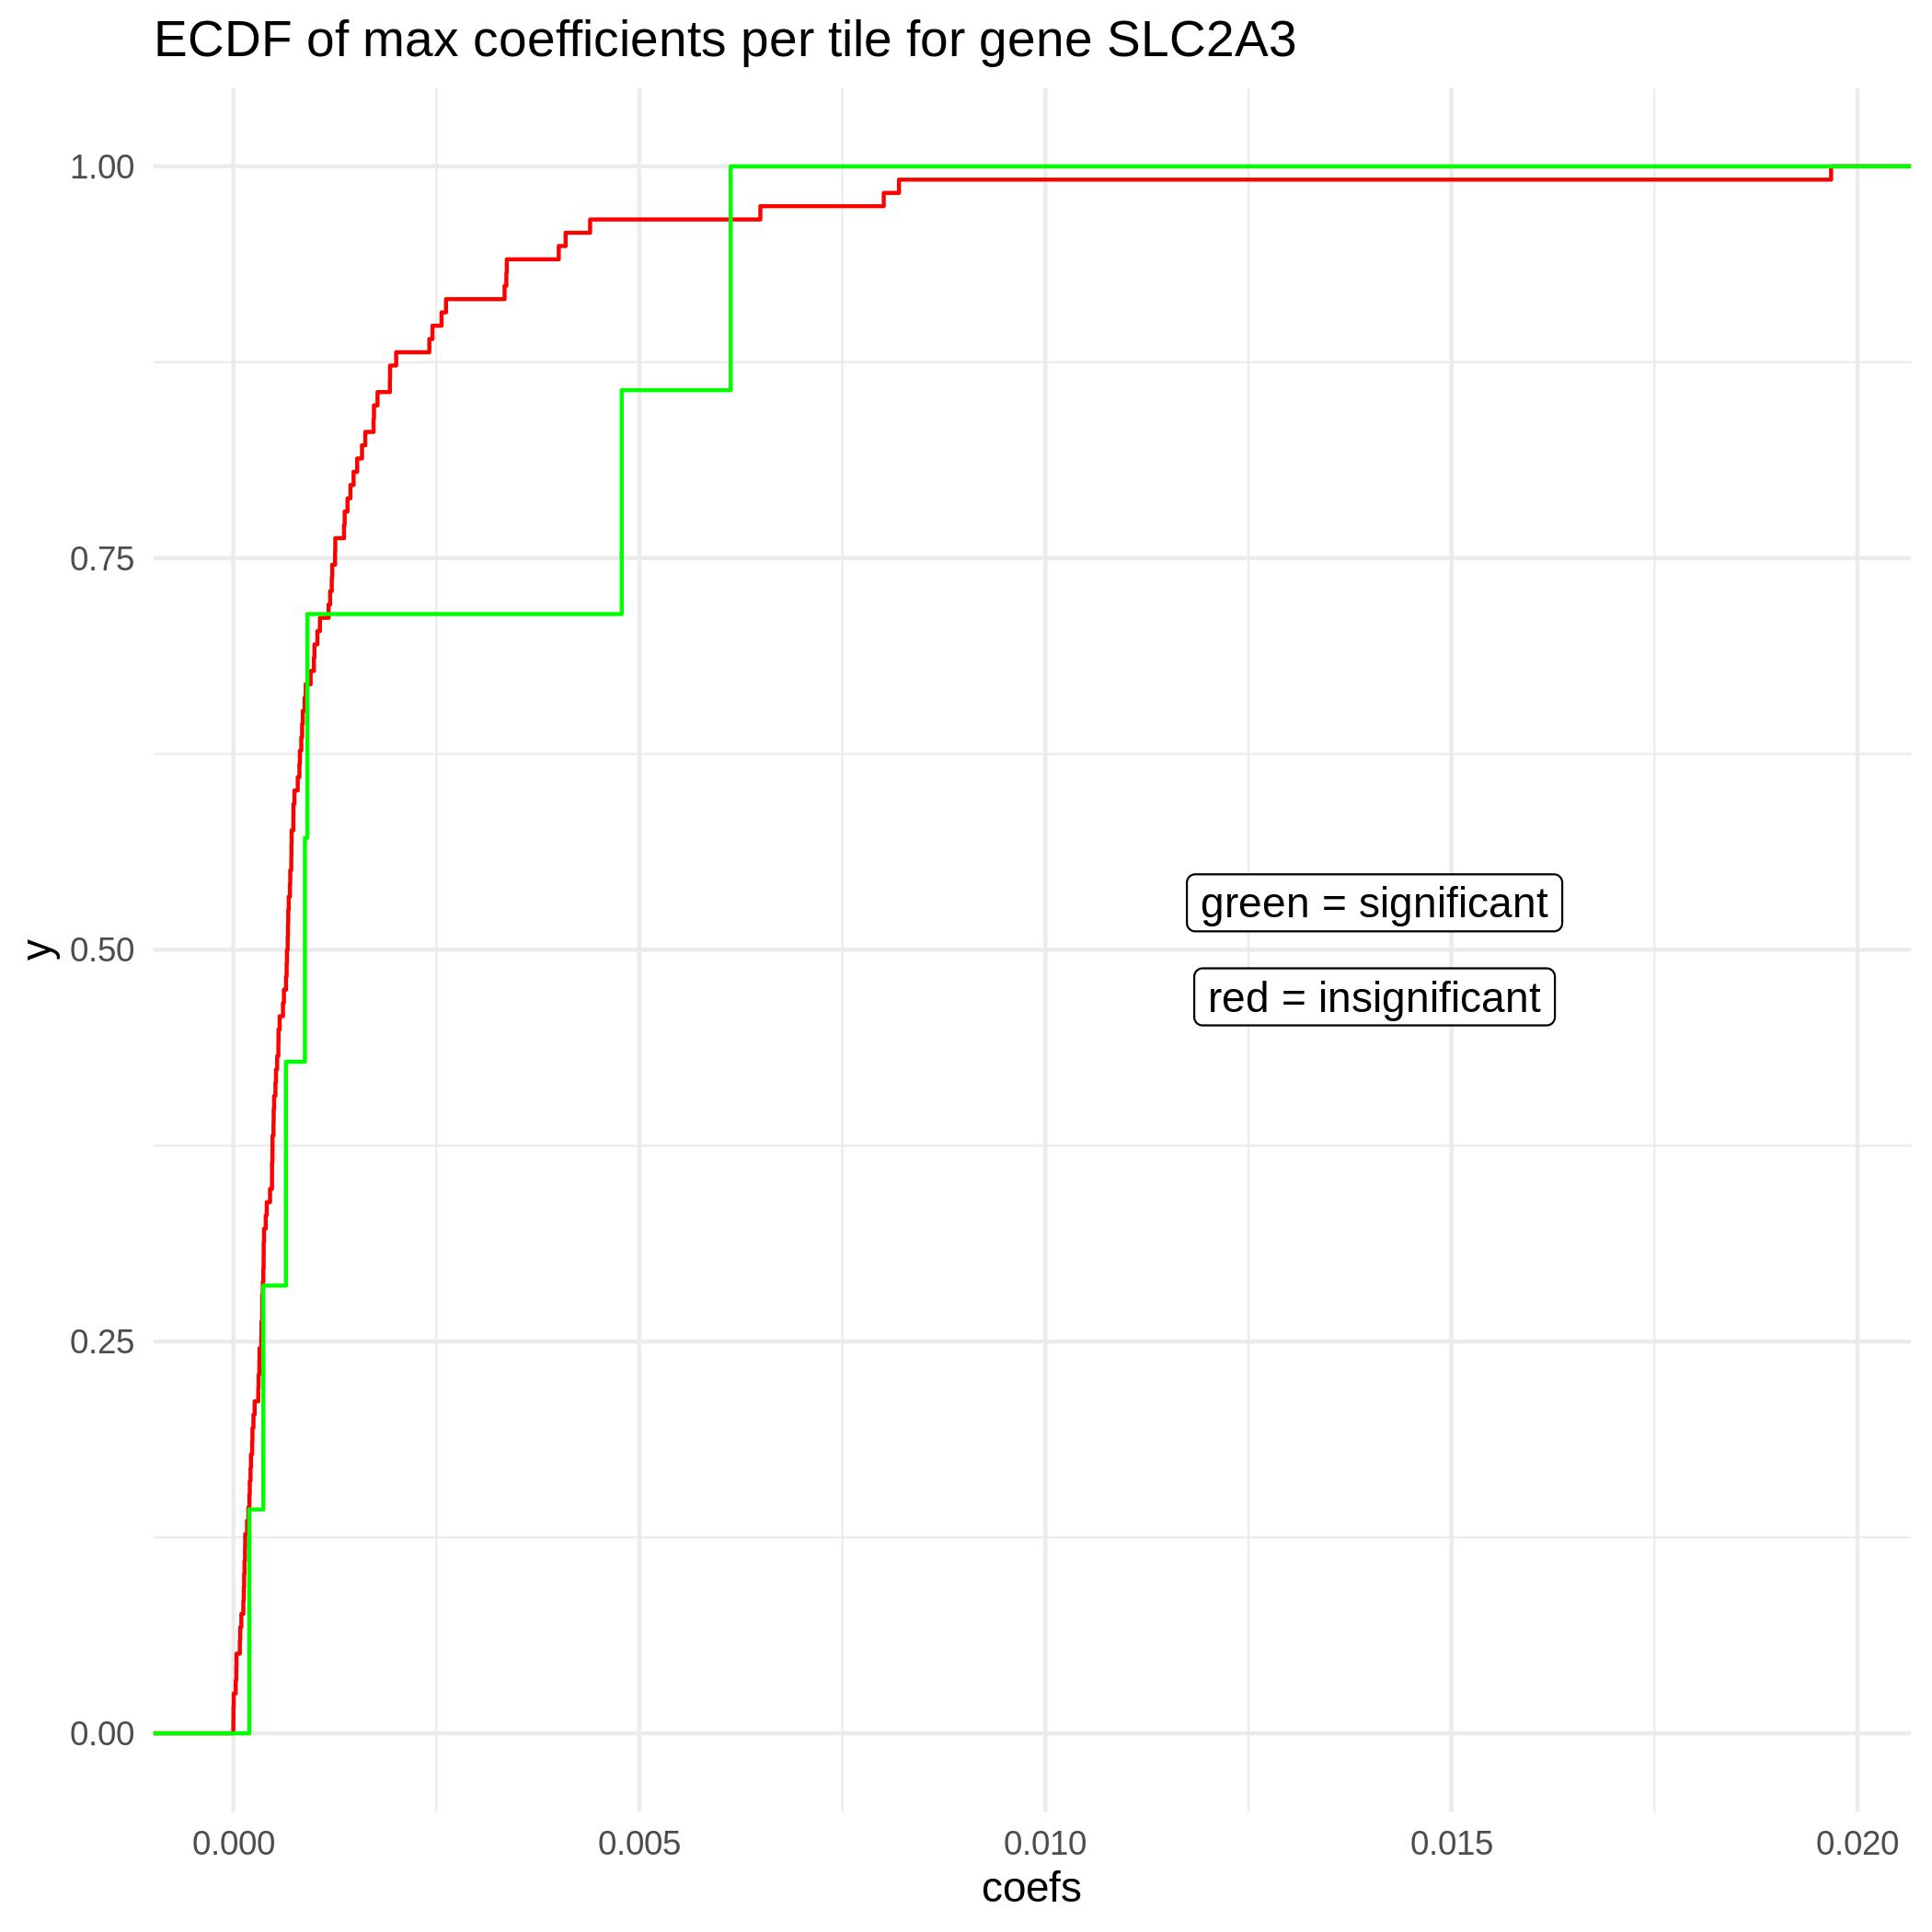 ECDF of max coefficients per tile for gene SLC2A3
1.00
0.75
0.50
0.25
0.00
y
green = significant
red = insignificant
0.000 0.005 0.010 0.015 0.020
coefs